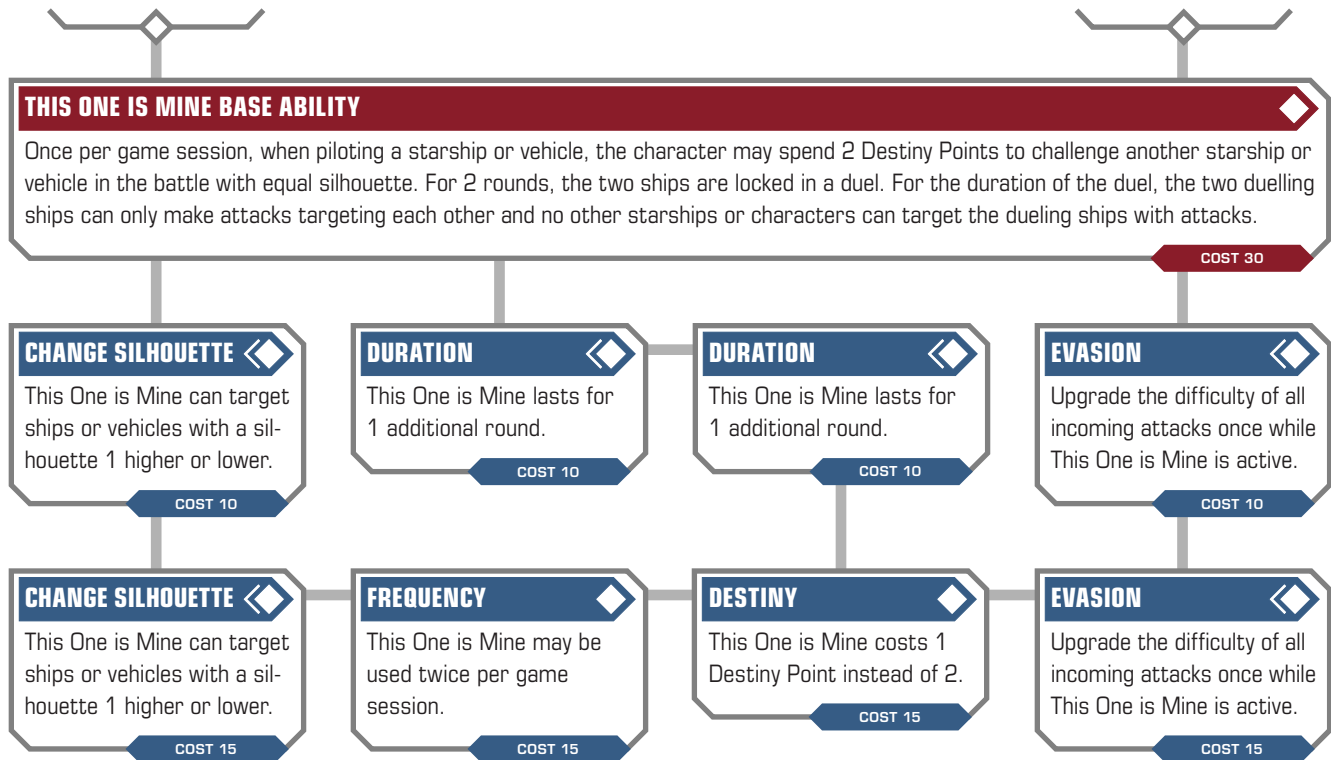 THIS ONE IS MINE BASE ABILITY
Once per game session, when piloting a starship or vehicle, the character may spend 2 Destiny Points to challenge another starship or
vehicle in the battle with equal silhouette. For 2 rounds, the two ships are locked in a duel. For the duration of the duel, the two duelling
ships can only make attacks targeting each other and no other starships or characters can target the dueling ships with attacks.
COST 30
CHANGE SILHOUETTE
This One is Mine can target
ships or vehicles with a sil-
houette 1 higher or lower.
COST 10
DURATION
This One is Mine lasts for
1 additional round.
COST 10
DURATION
This One is Mine lasts for
1 additional round.
COST 10
EVASION
Upgrade the difficulty of all
incoming attacks once while
This One is Mine is active.
COST 10
CHANGE SILHOUETTE
This One is Mine can target
ships or vehicles with a sil-
houette 1 higher or lower.
COST 15
FREQUENCY
This One is Mine may be
used twice per game
session.
COST 15
DESTINY
This One is Mine costs 1
Destiny Point instead of 2.
COST 15
EVASION
Upgrade the difficulty of all
incoming attacks once while
This One is Mine is active.
COST 15